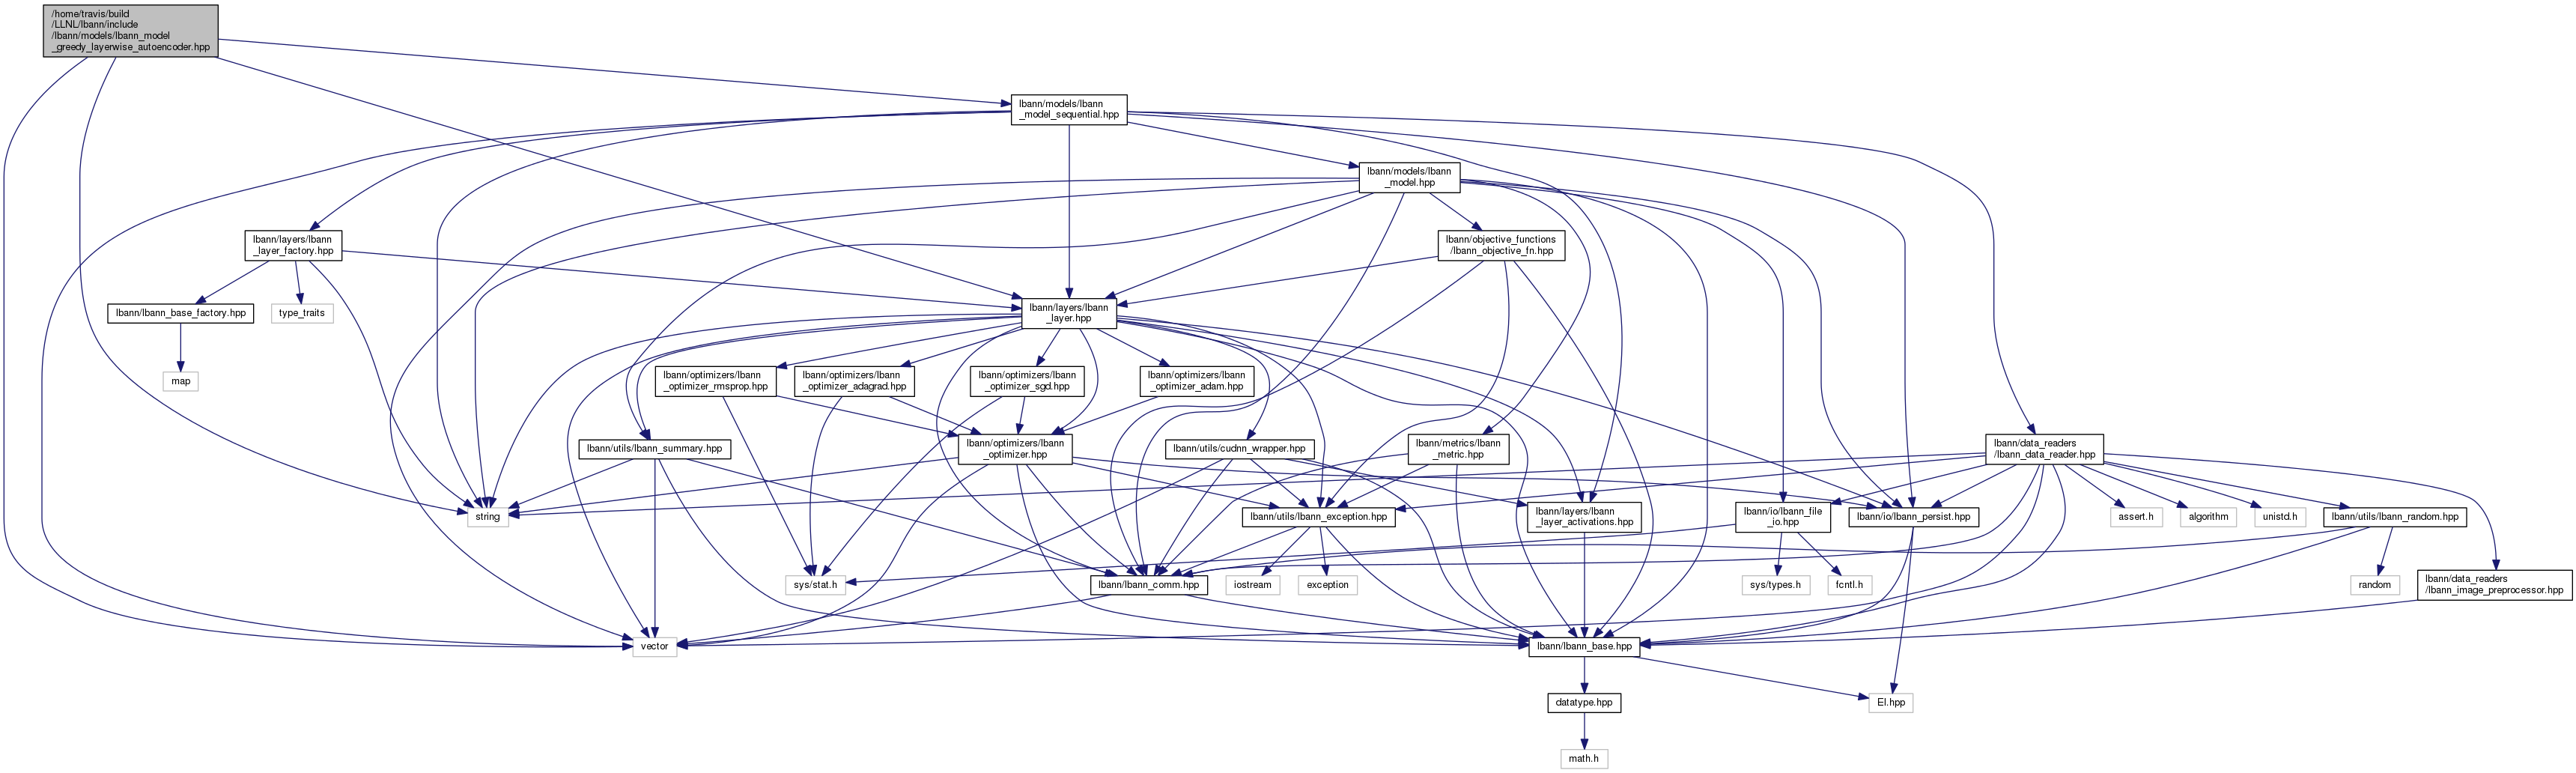 /home/travis/build
/LLNL/lbann/include
/lbann/models/lbann_model
_greedy_layerwise_autoencoder.hpp
lbann/models/lbann
_model_sequential.hpp
lbann/models/lbann
_model.hpp
lbann/layers/lbann
_layer_factory.hpp
lbann/objective_functions
/lbann_objective_fn.hpp
lbann/lbann_base_factory.hpp
type_traits
lbann/layers/lbann
_layer.hpp
map
lbann/optimizers/lbann
_optimizer_rmsprop.hpp
lbann/optimizers/lbann
_optimizer_adagrad.hpp
lbann/optimizers/lbann
_optimizer_sgd.hpp
lbann/optimizers/lbann
_optimizer_adam.hpp
lbann/utils/lbann_summary.hpp
lbann/optimizers/lbann
_optimizer.hpp
lbann/utils/cudnn_wrapper.hpp
lbann/metrics/lbann
_metric.hpp
lbann/data_readers
/lbann_data_reader.hpp
string
lbann/utils/lbann_exception.hpp
lbann/layers/lbann
_layer_activations.hpp
lbann/io/lbann_file
_io.hpp
lbann/io/lbann_persist.hpp
assert.h
algorithm
unistd.h
lbann/utils/lbann_random.hpp
sys/stat.h
lbann/lbann_comm.hpp
iostream
exception
sys/types.h
fcntl.h
random
lbann/data_readers
/lbann_image_preprocessor.hpp
vector
lbann/lbann_base.hpp
datatype.hpp
El.hpp
math.h